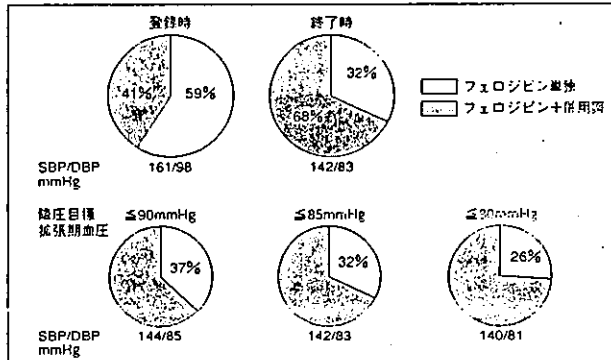 登録時 終了時
41% 59% 32% 68%
フェロジピン単独
フェロジピン+併用薬
SBP/DBP 161/98 142/83
mmHg
降圧目標 ≦90mmHg ≦85mmHg ≦80mmHg
拡張期血圧
37% 32% 26%
SBP/DBP 144/85 142/83 140/81
mmHg